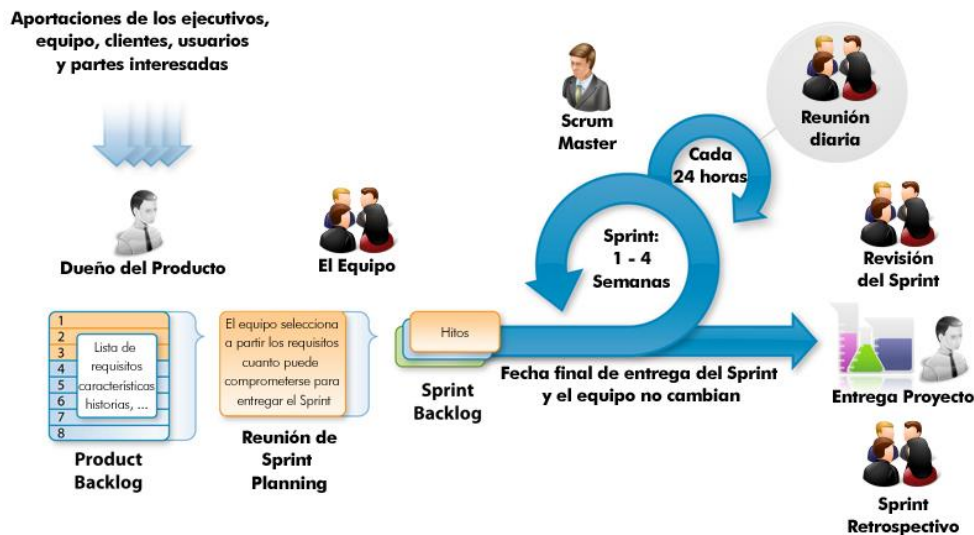 Aportaciones de los ejecutivos,
equipo, clientes, usuarios
y partes interesadas
Dueño del Producto
El Equipo
Scrum
Master
Cada
24 horas
Reunión
diaria
Sprint:
1 - 4
Semanas
Revisión
del Sprint
1
2
3
4
5
6
7
8
Lista de
requisitos
características
historias, ...
Product
Backlog
El equipo selecciona
a partir los requisitos
cuanto puede
comprometerse para
entregar el Sprint
Reunión de
Sprint
Planning
Hitos
Sprint
Backlog
Fecha final de entrega del Sprint
y el equipo no cambian
Entrega Proyecto
Sprint
Retrospectivo